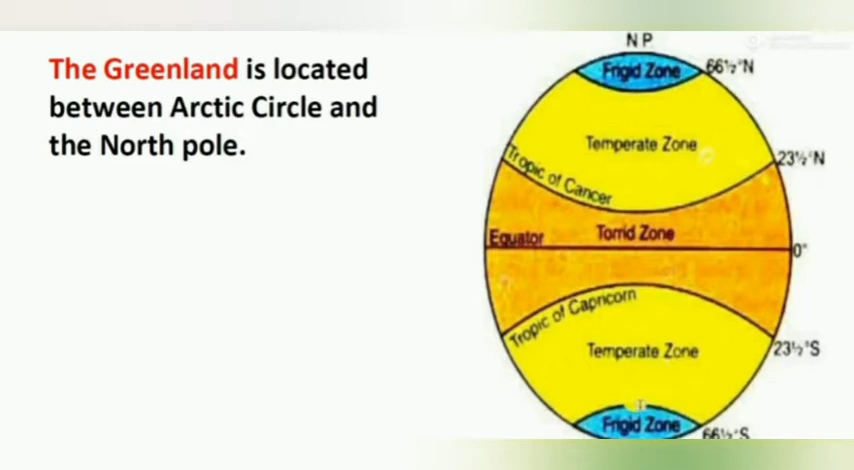 The Greenland is located
between Arctic Circle and
the North pole.
N P
Frigid Zone
66½°N
Temperate Zone
23½°N
Tropic of Cancer
Equator
Torrid Zone
0°
Tropic of Capricorn
Temperate Zone
23½°S
Frigid Zone
66½°S